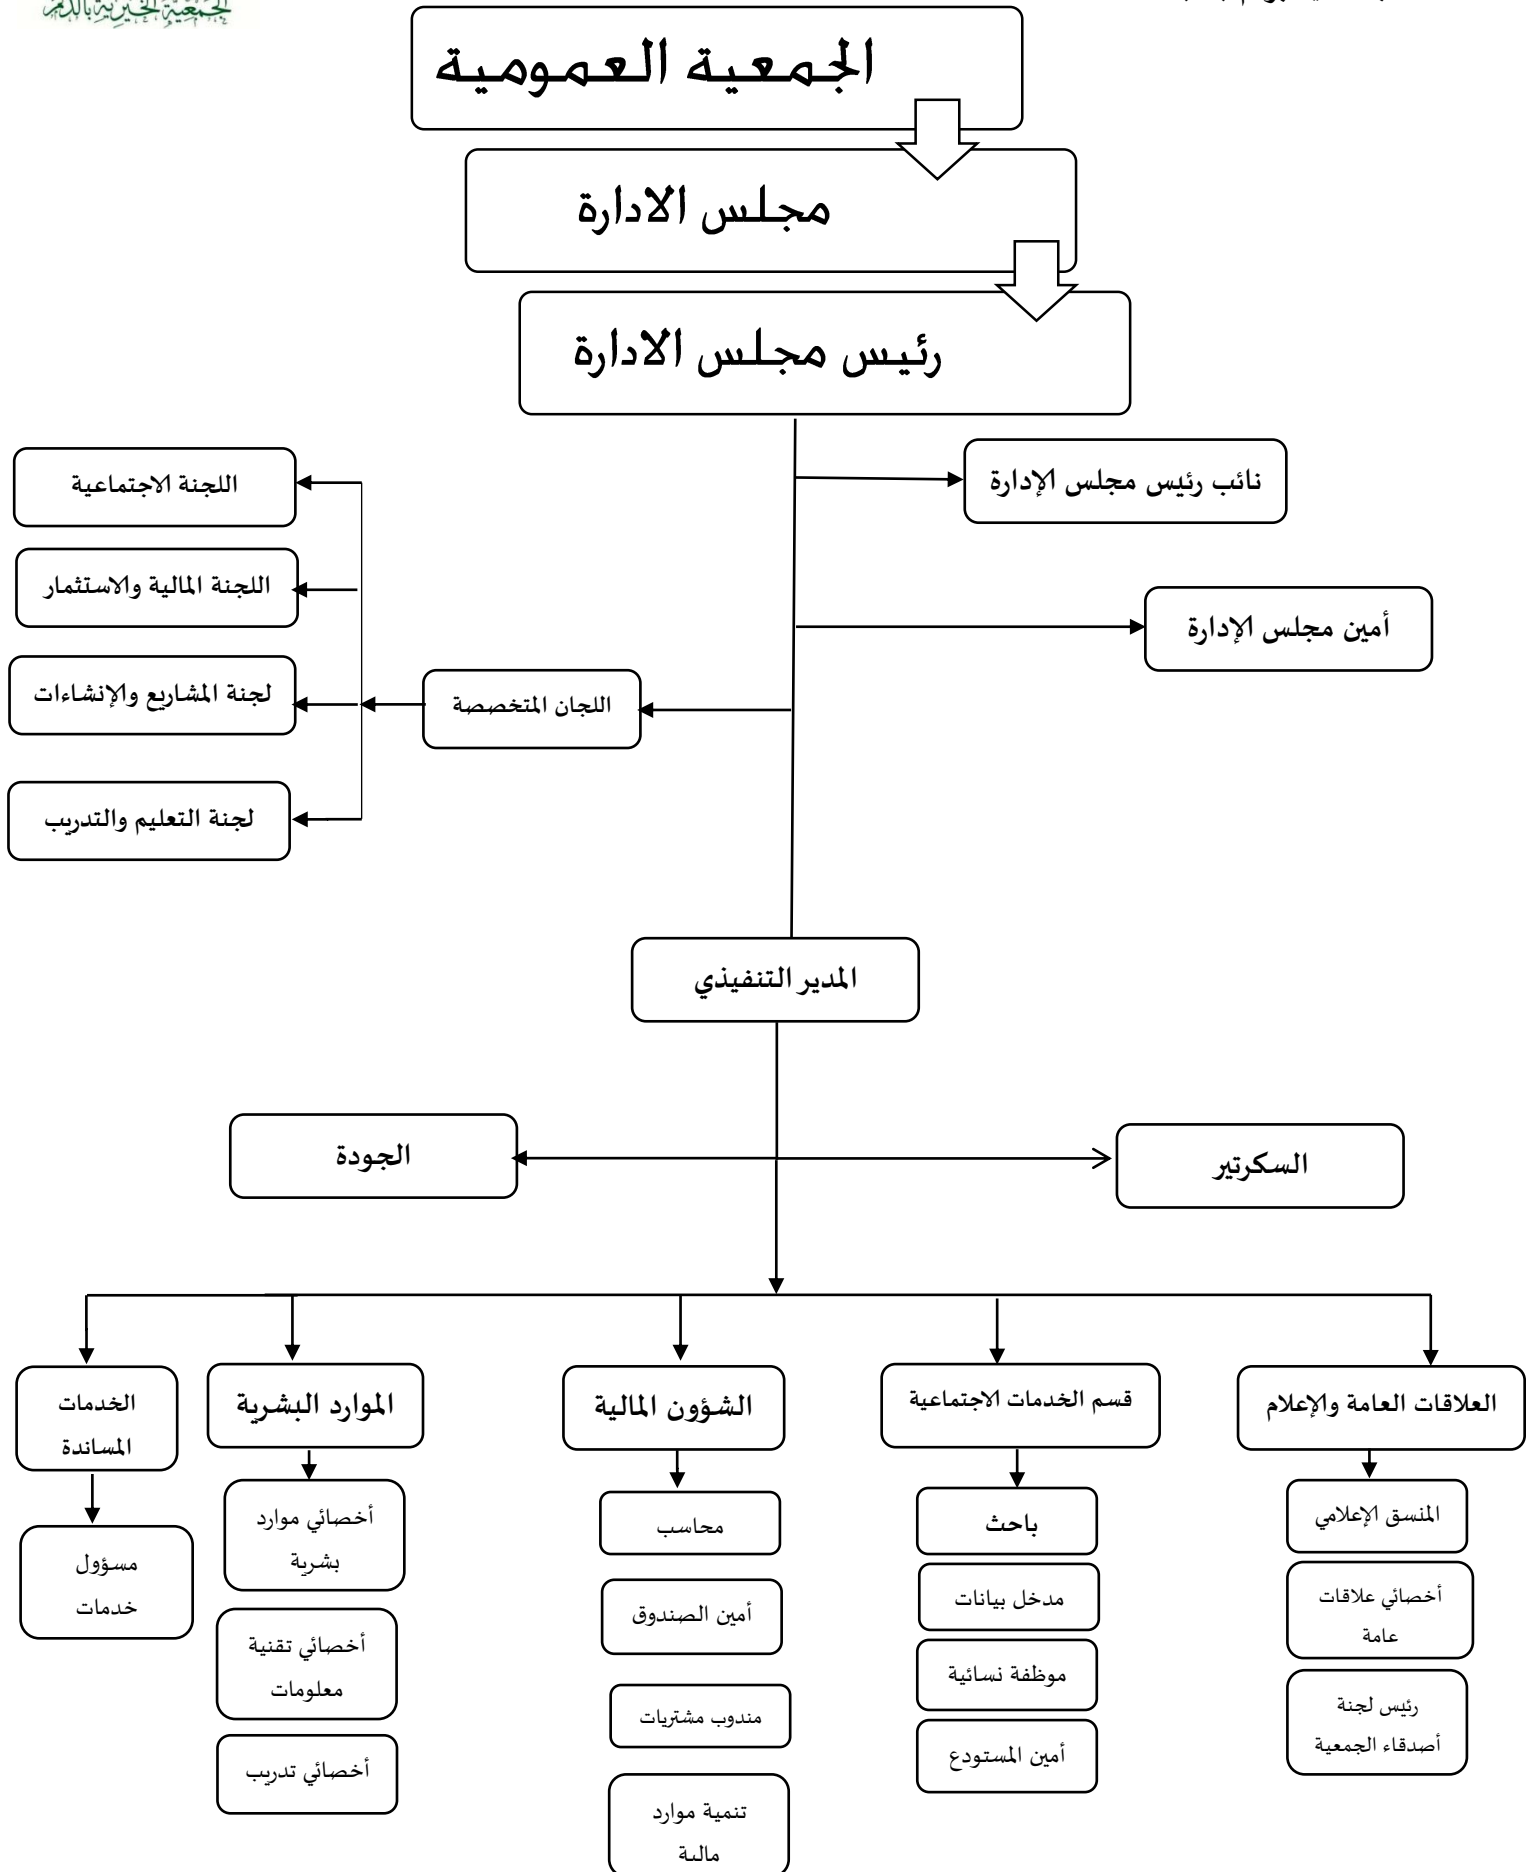 الجمعية الخيرية بالدلم
الجمعية العمومية
مجلس الادارة
رئيس مجلس الادارة
نائب رئيس مجلس الإدارة
اللجنة الاجتماعية
اللجنة المالية والاستثمار
أمين مجلس الإدارة
لجنة المشاريع والإنشاءات
اللجان المتخصصة
لجنة التعليم والتدريب
المدير التنفيذي
السكرتير
الجودة
العلاقات العامة والإعلام
المنسق الإعلامي
أخصائي علاقات
عامة
رئيس لجنة
أصدقاء الجمعية
قسم الخدمات الاجتماعية
باحث
مدخل بيانات
موظفة نسائية
أمين المستودع
الشؤون المالية
محاسب
أمين الصندوق
مندوب مشتريات
تنمية موارد
مالية
الموارد البشرية
أخصائي موارد
بشرية
أخصائي تقنية
معلومات
أخصائي تدريب
الخدمات
المساندة
مسؤول
خدمات